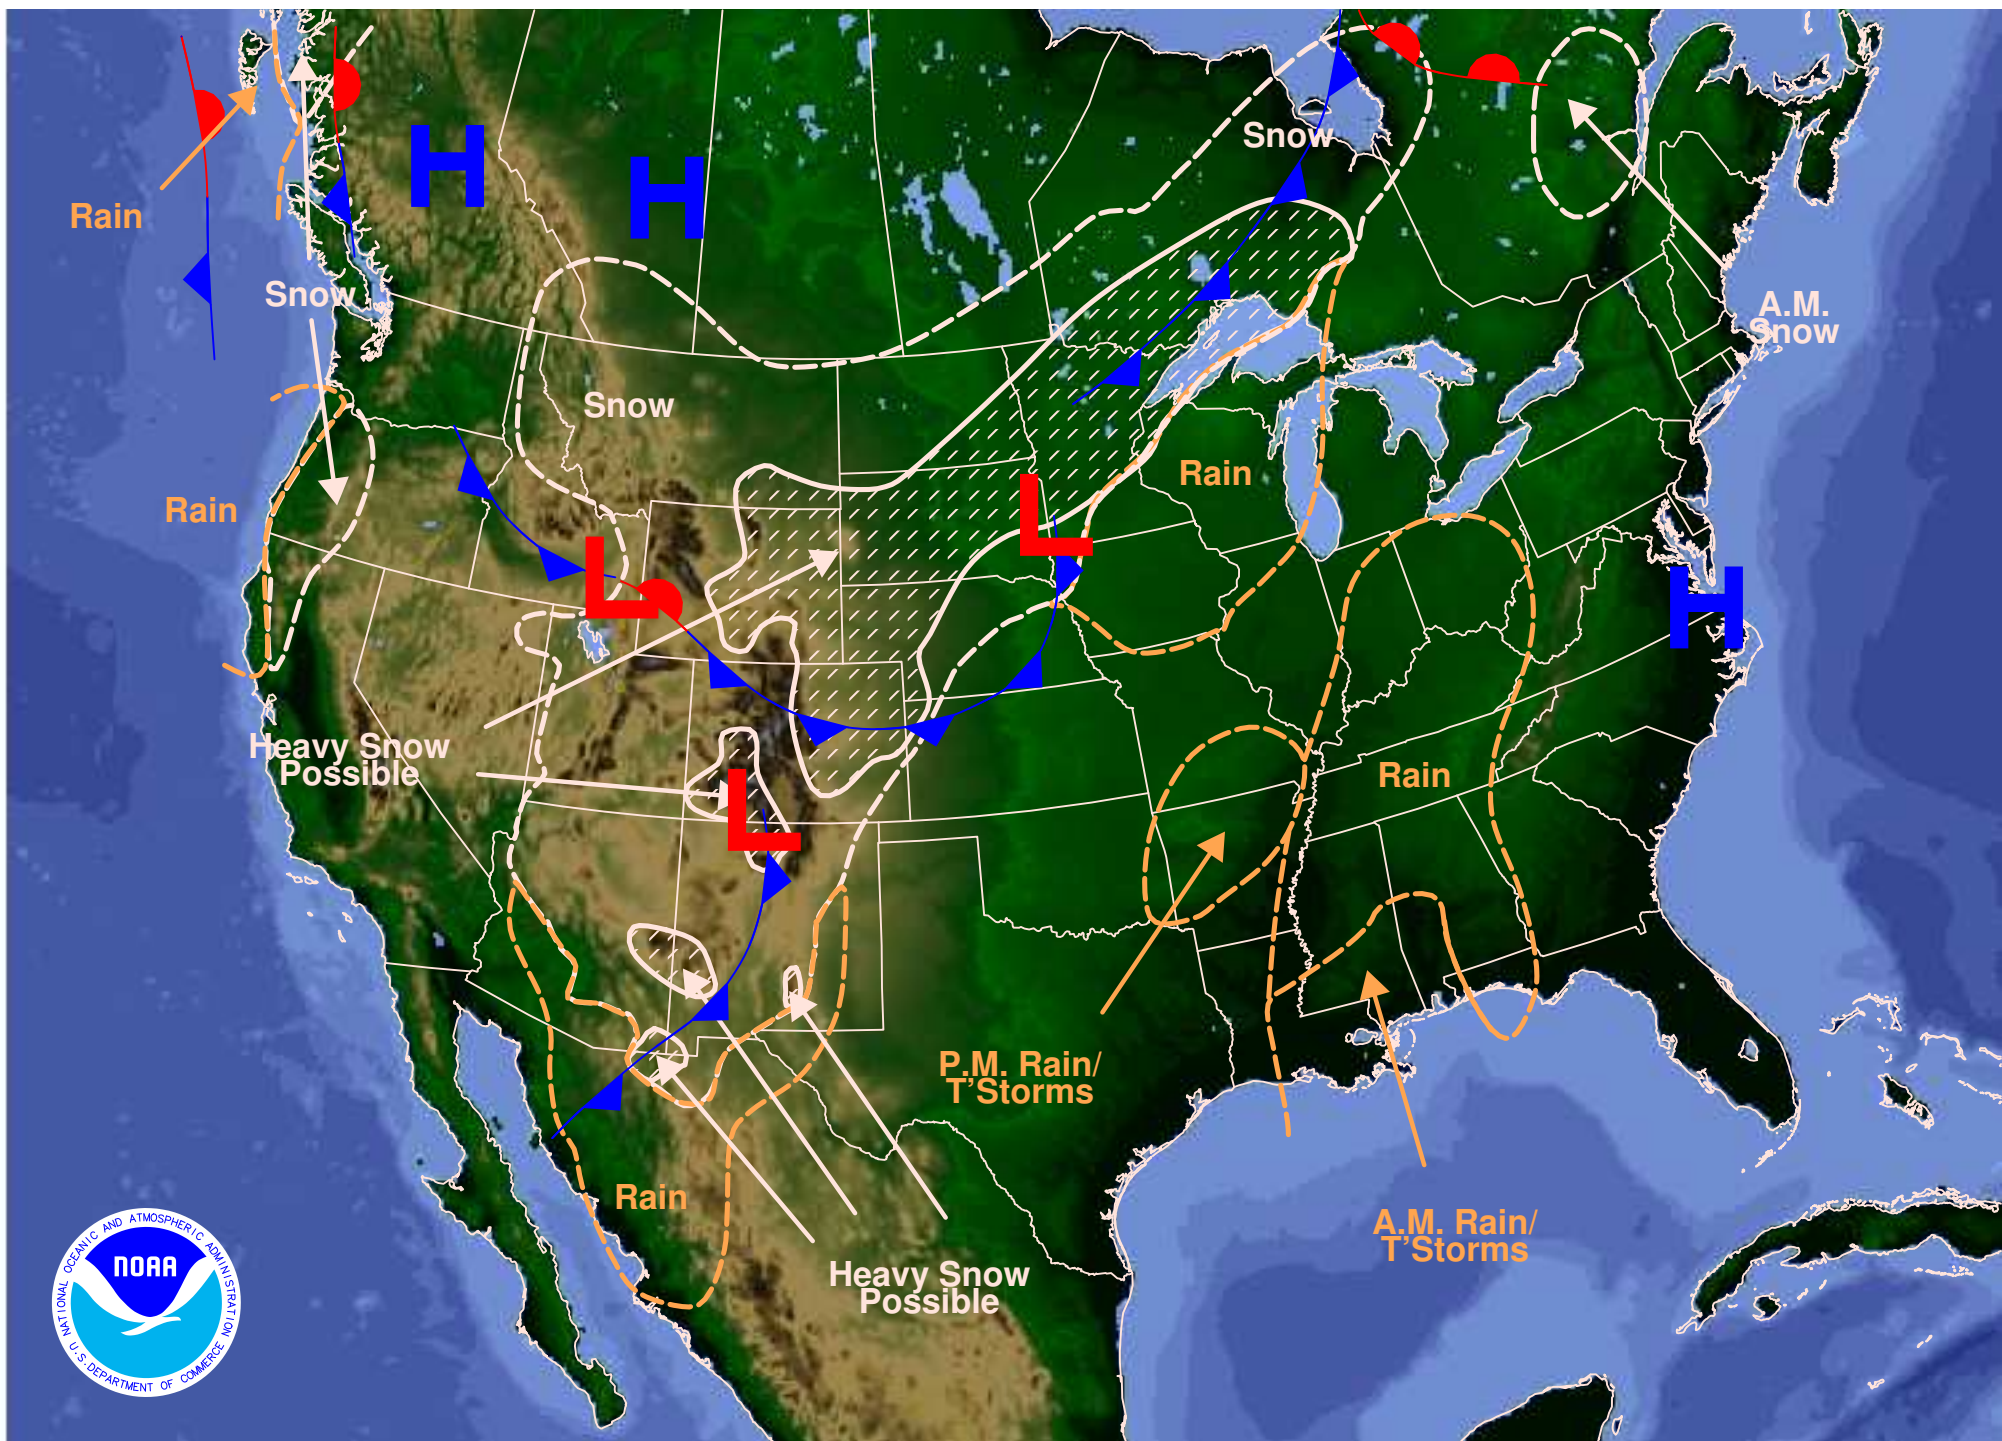 H
H
Snow
Rain
Snow
A.M.
Snow
Snow
Rain
Rain
L
L
H
Heavy Snow
Possible
L
Rain
P.M. Rain/
T'Storms
Rain
A.M. Rain/
T'Storms
Heavy Snow
Possible
NATIONAL OCEANIC AND ATMOSPHERIC ADMINISTRATION
NOAA
U.S. DEPARTMENT OF COMMERCE